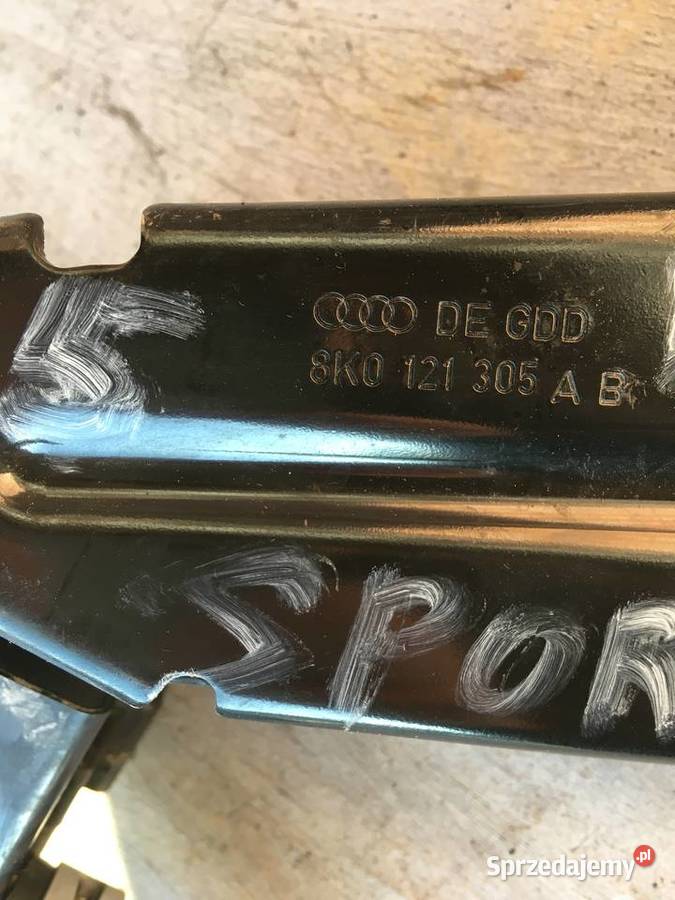 DE GDD
8K0 121 305 A B
5
SPOR
Sprzedajemy.pl